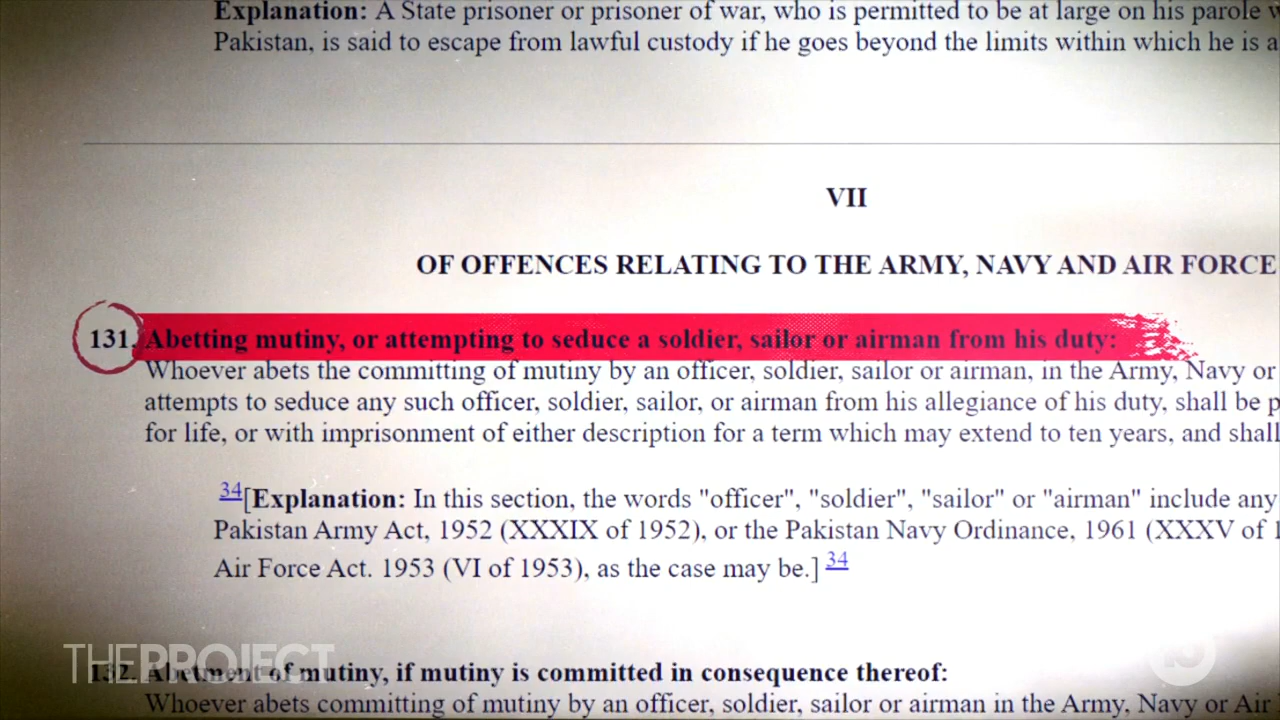 Explanation: A State prisoner or prisoner of war, who is permitted to be at large on his parole
Pakistan, is said to escape from lawful custody if he goes beyond the limits within which he is
VII
OF OFFENCES RELATING TO THE ARMY, NAVY AND AIR FORCE
131. Abetting mutiny, or attempting to seduce a soldier, sailor or airman from his duty:
Whoever abets the committing of mutiny by an officer, soldier, sailor or airman, in the Army, Navy or
attempts to seduce any such officer, soldier, sailor, or airman from his allegiance of his duty, shall be
for life, or with imprisonment of either description for a term which may extend to ten years, and shall
34[Explanation: In this section, the words "officer", "soldier", "sailor" or "airman" include any
Pakistan Army Act, 1952 (XXXIX of 1952), or the Pakistan Navy Ordinance, 1961 (XXXV of
Air Force Act. 1953 (VI of 1953), as the case may be.] 34
THEPROJECT
132. Abetment of mutiny, if mutiny is committed in consequence thereof:
Whoever abets committing of mutiny by an officer, soldier, sailor or airman in the Army, Navy or Air